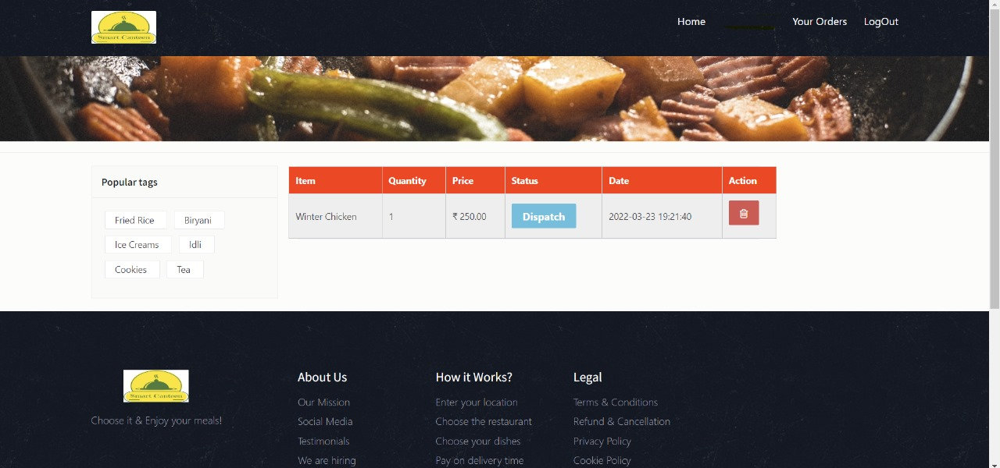 Smart Canteen
Home Your Orders LogOut
Popular tags
Fried Rice Biryani
Ice Creams Idli
Cookies Tea
Item Quantity Price Status Date Action
Winter Chicken 1 ₹ 250.00 Dispatch 2022-03-23 19:21:40
Smart Canteen
Choose it & Enjoy your meals!
About Us
Our Mission
Social Media
Testimonials
We are hiring
How it Works?
Enter your location
Choose the restaurant
Choose your dishes
Pay on delivery time
Legal
Terms & Conditions
Refund & Cancellation
Privacy Policy
Cookie Policy